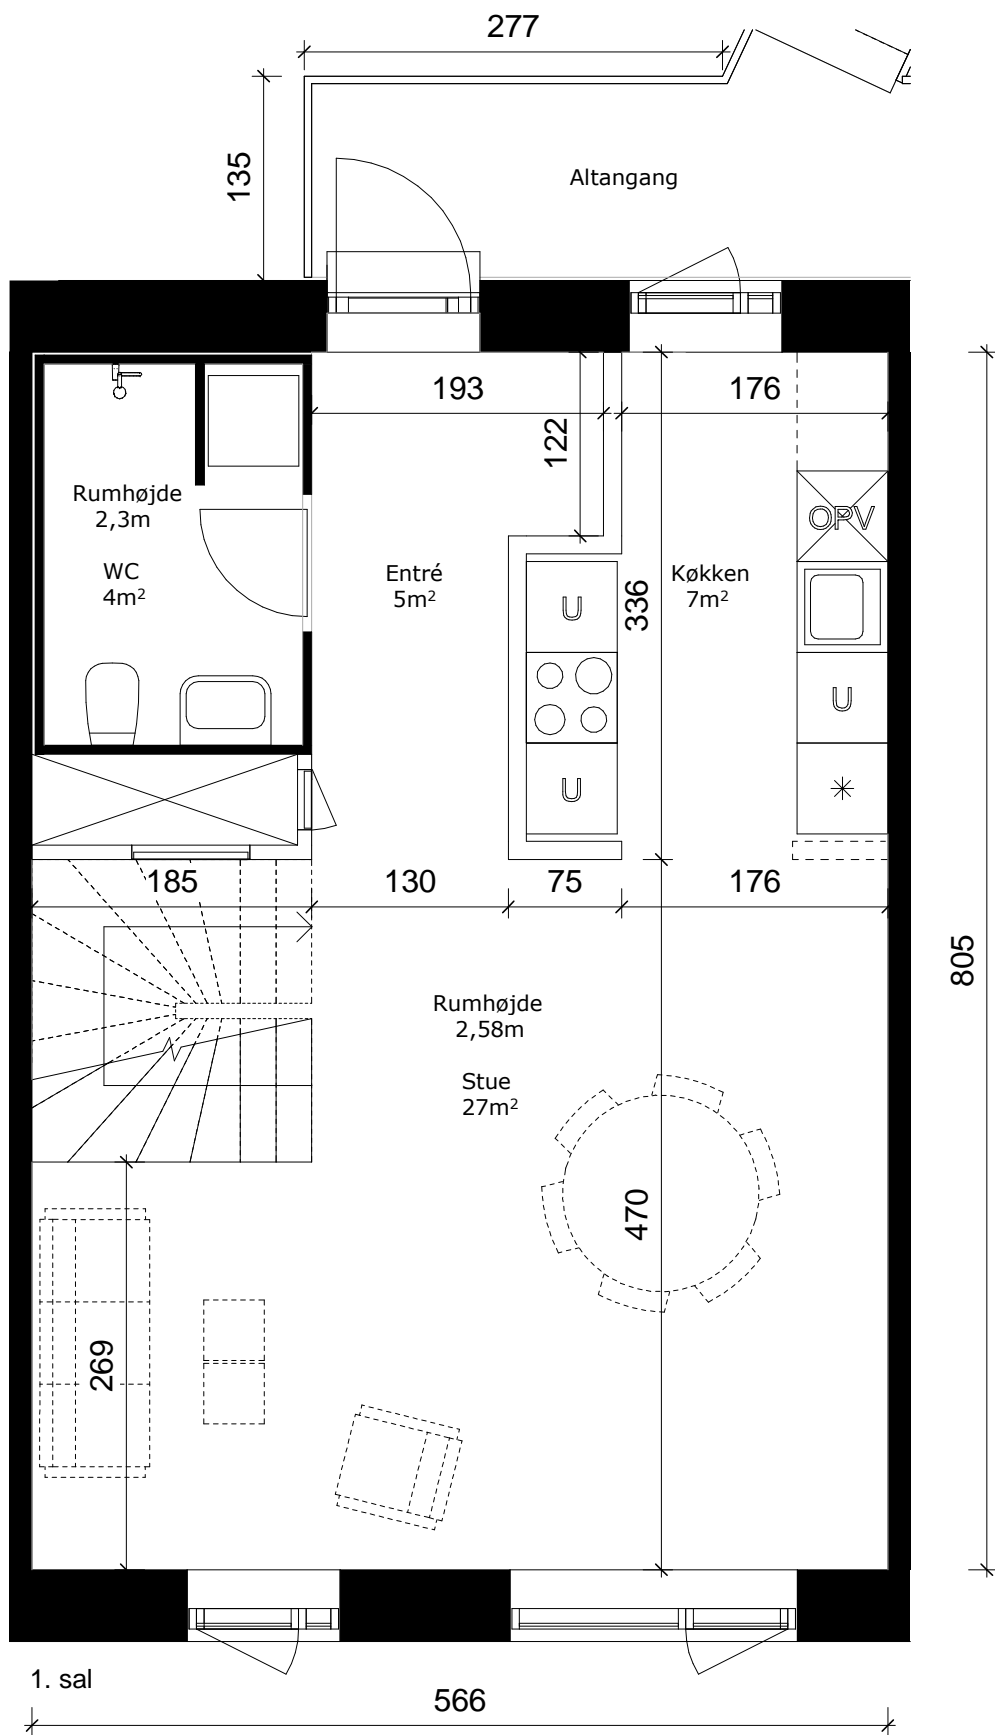 277
135
Altangang
193
176
122
Rumhøjde
2,3m
WC
4m²
OPV
Entré
5m²
U
336
Køkken
7m²
U
U
185
130
75
176
805
Rumhøjde
2,58m
Stue
27m²
470
269
1. sal
566